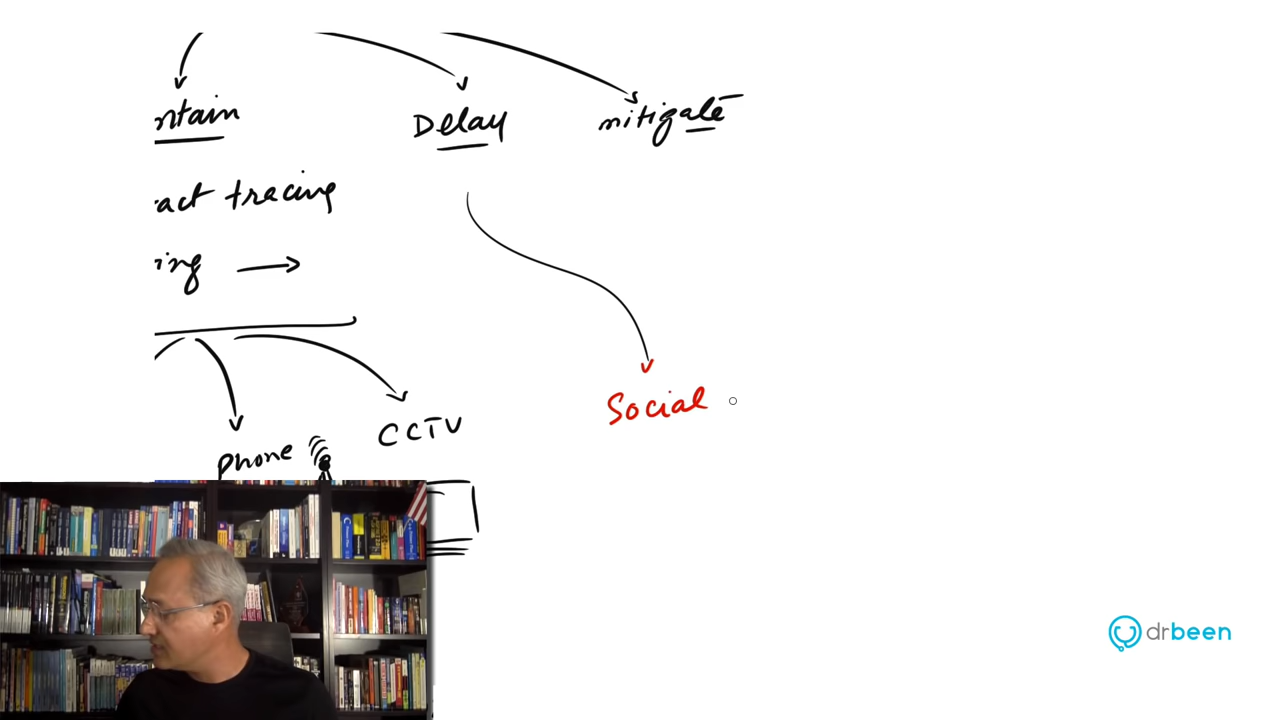 ntain Delay mitigate
act tracing
ing
Social
CCTV
Phone
drbeen